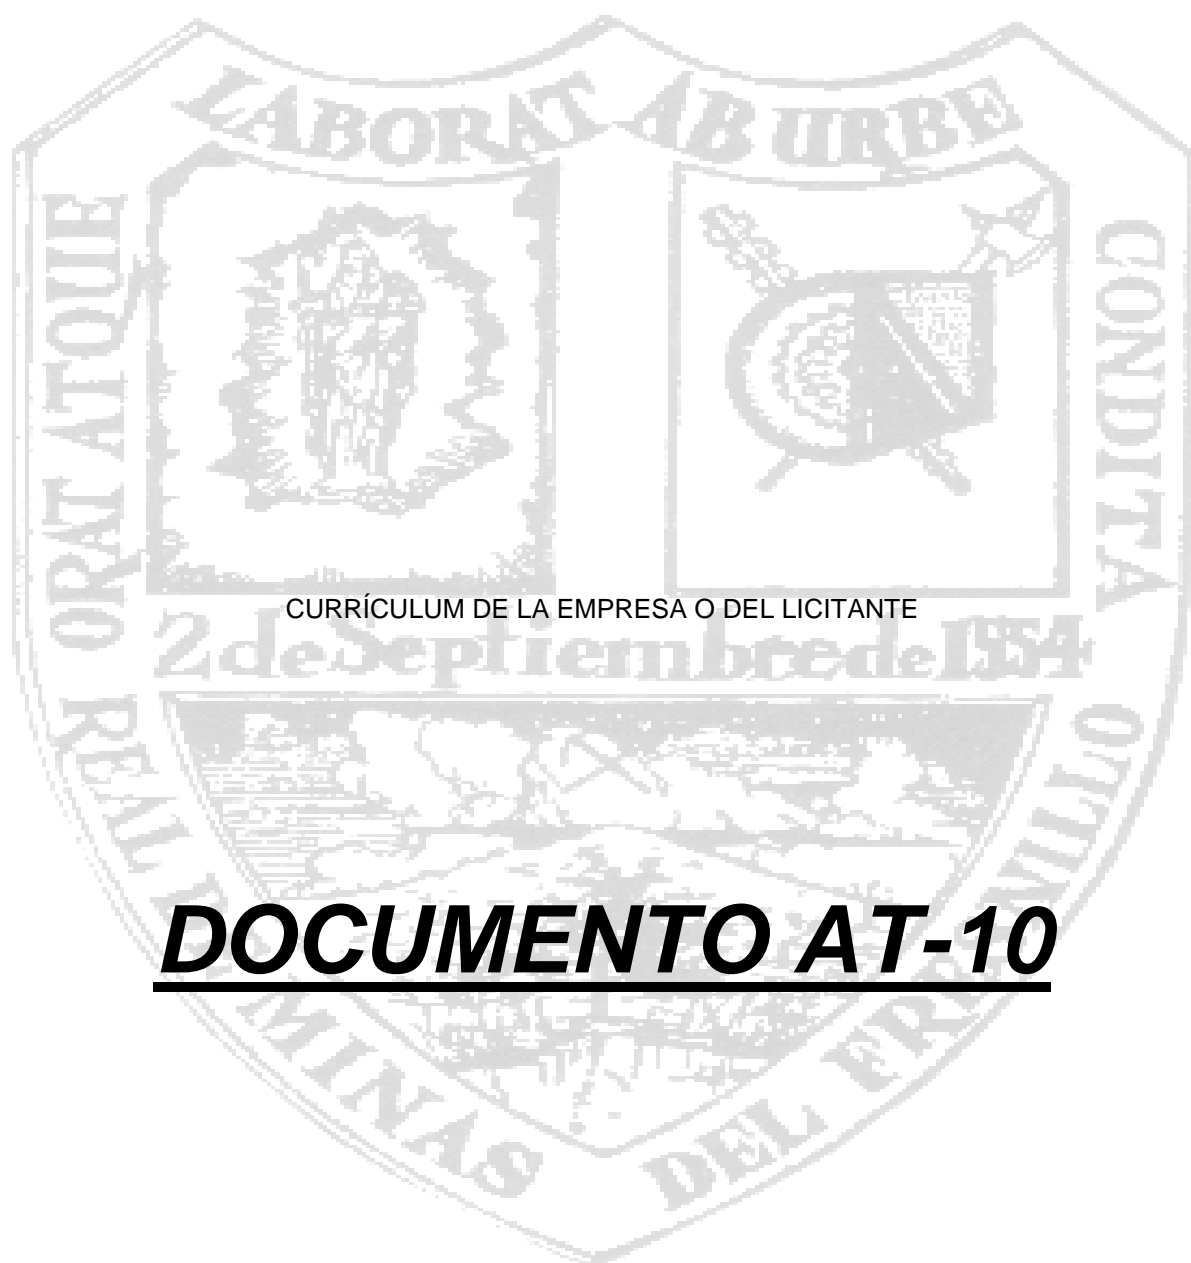 LABORAT AB URBE
CONDITA
REAL ORAT ATQUE
CURRÍCULUM DE LA EMPRESA O DEL LICITANTE
2 de Septiembre de 1554
DOCUMENTO AT-10
MINAS DEL FRESNILLO